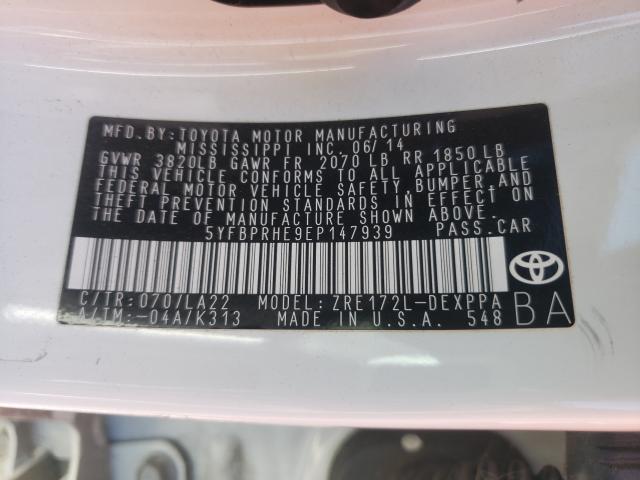 MFD.BY:TOYOTA MOTOR MANUFACTURING
MISSISSIPPI INC. 06/14
GVWR 3820LB GAWR FR. 2070 LB RR 1850 LB
THIS VEHICLE CONFORMS TO ALL APPLICABLE
FEDERAL MOTOR VEHICLE SAFETY, BUMPER, AND
THEFT PREVENTION STANDARDS IN EFFECT ON
THE DATE OF MANUFACTURE SHOWN ABOVE.
5YFBPRHE9EP147939 PASS.CAR
C/TR:070/LA22 MODEL: ZRE172L-DEXPPA
A/TM:-04A/K313 MADE IN U.S.A. 548
BA